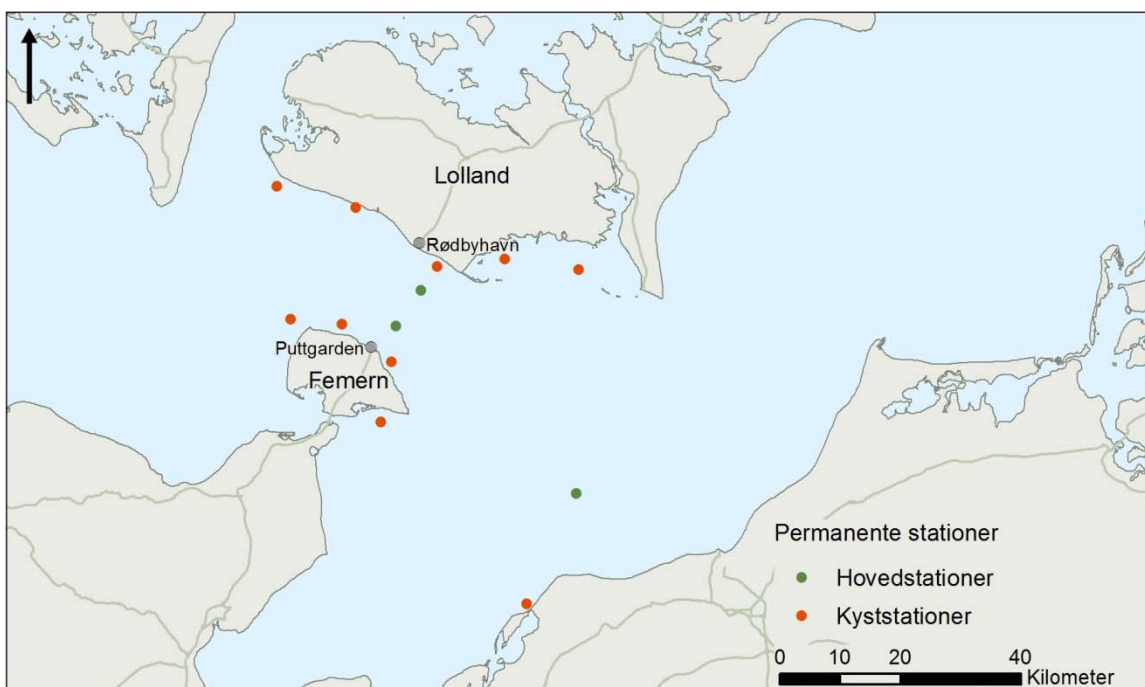 Lolland
Rødbyhavn
Puttgarden
Femern
Permanente stationer
Hovedstationer
Kyststationer
0 10 20 40
Kilometer